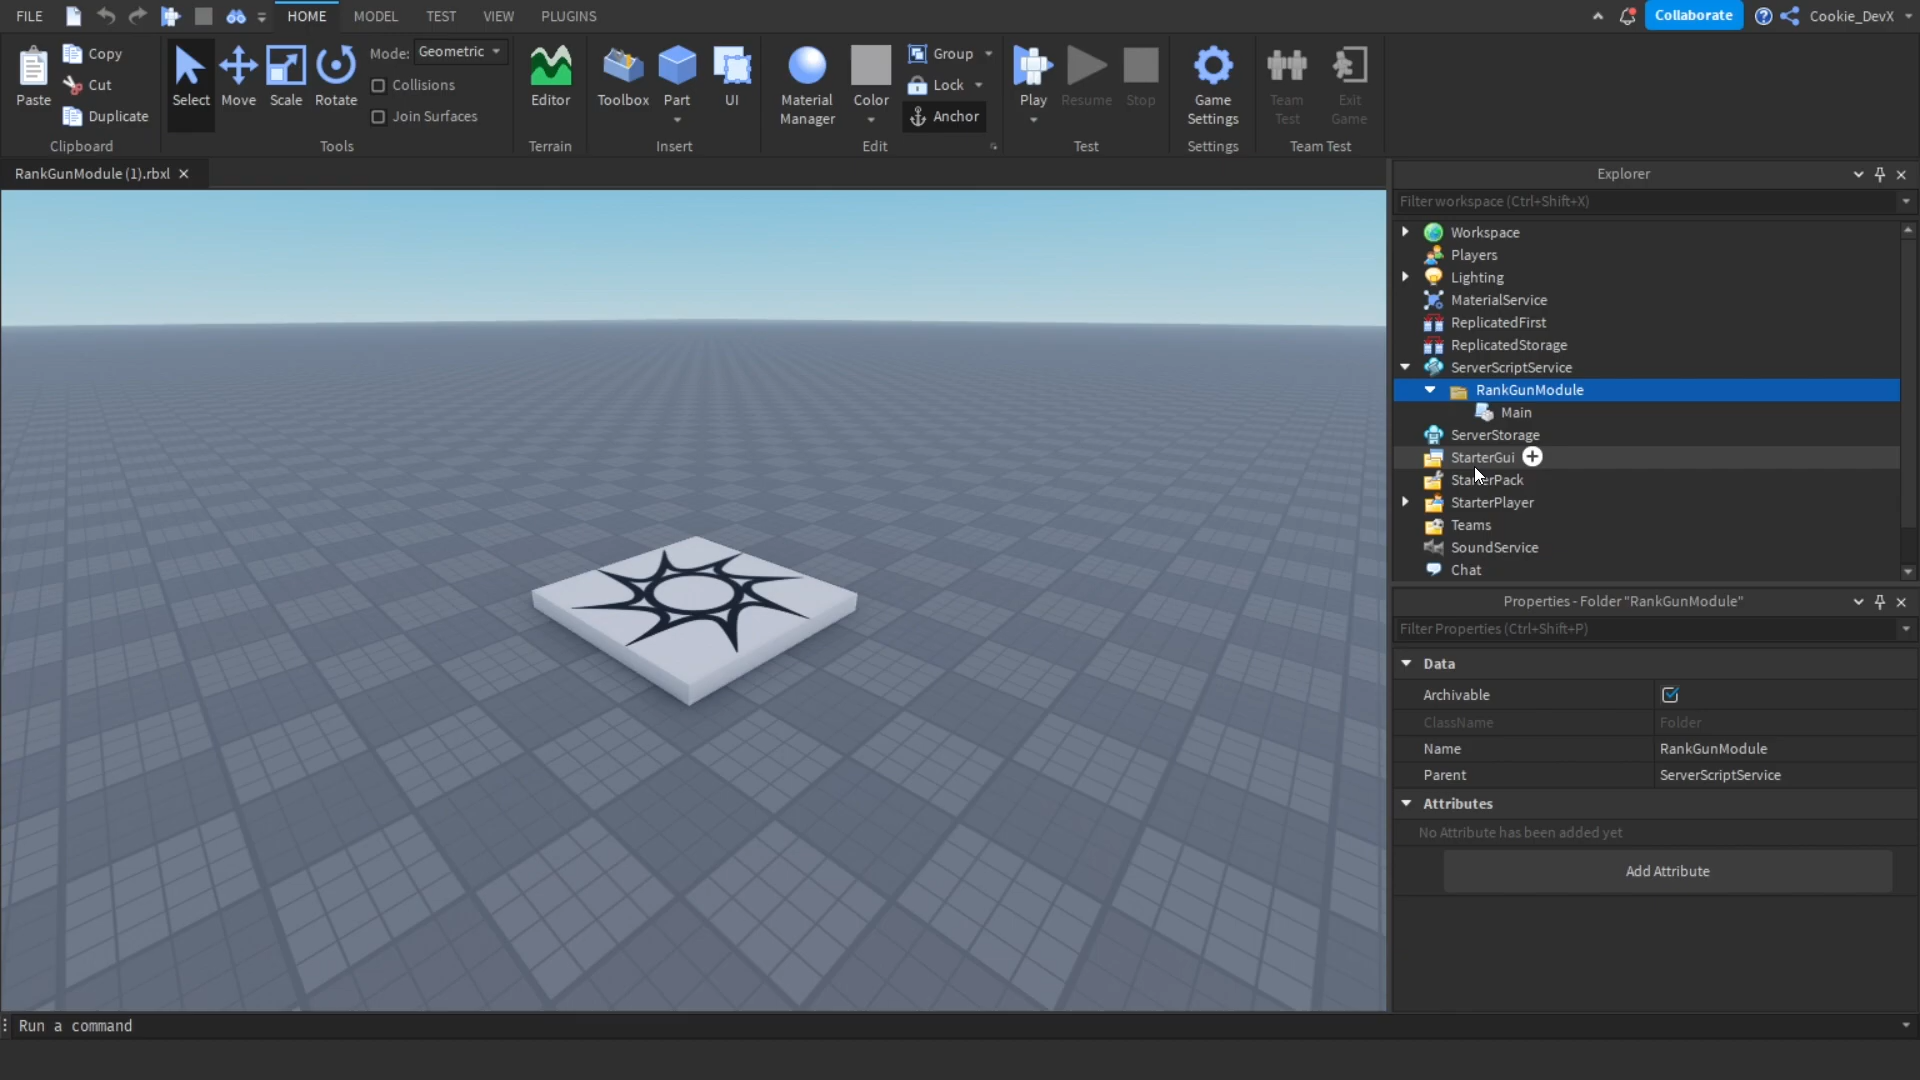 FILE HOME MODEL TEST VIEW PLUGINS Collaborate Cookie_DevX
Paste Copy Cut Duplicate Clipboard
Select Move Scale Rotate Mode: Geometric Collisions Join Surfaces Tools
Editor Terrain
Toolbox Part UI Insert
Material Manager Color Group Lock Anchor Edit
Play Resume Stop Test
Game Settings Settings
Team Test Exit Game Team Test
RankGunModule (1).rbxl
Explorer
Filter workspace (Ctrl+Shift+X)
Workspace
Players
Lighting
MaterialService
ReplicatedFirst
ReplicatedStorage
ServerScriptService
RankGunModule
Main
ServerStorage
StarterGui
StarterPack
StarterPlayer
Teams
SoundService
Chat
Properties - Folder "RankGunModule"
Filter Properties (Ctrl+Shift+P)
Data
Archivable
ClassName Folder
Name RankGunModule
Parent ServerScriptService
Attributes
No Attribute has been added yet
Add Attribute
Run a command